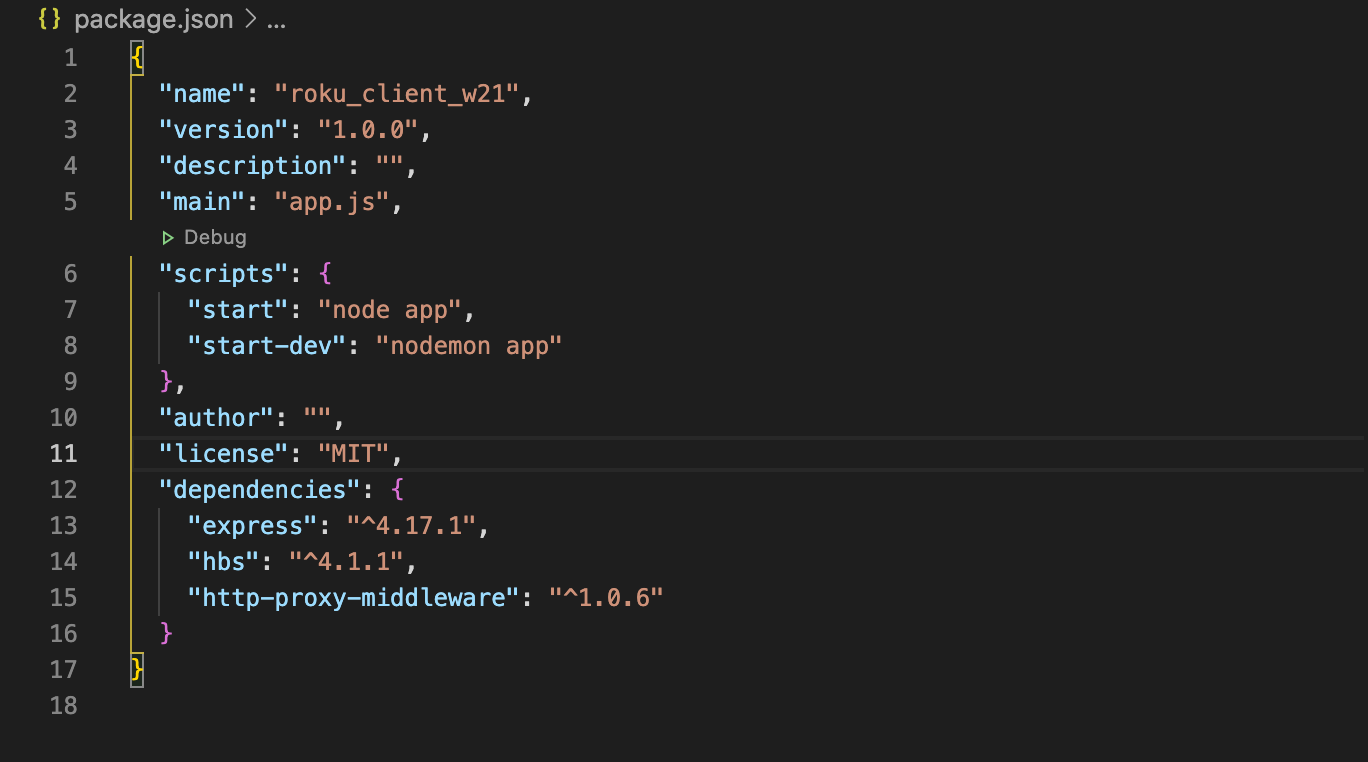 {} package.json > ...
1 {
2 "name": "roku_client_w21",
3 "version": "1.0.0",
4 "description": "",
5 "main": "app.js",
Debug
6 "scripts": {
7 "start": "node app",
8 "start-dev": "nodemon app"
9 },
10 "author": "",
11 "license": "MIT",
12 "dependencies": {
13 "express": "^4.17.1",
14 "hbs": "^4.1.1",
15 "http-proxy-middleware": "^1.0.6"
16 }
17 }
18